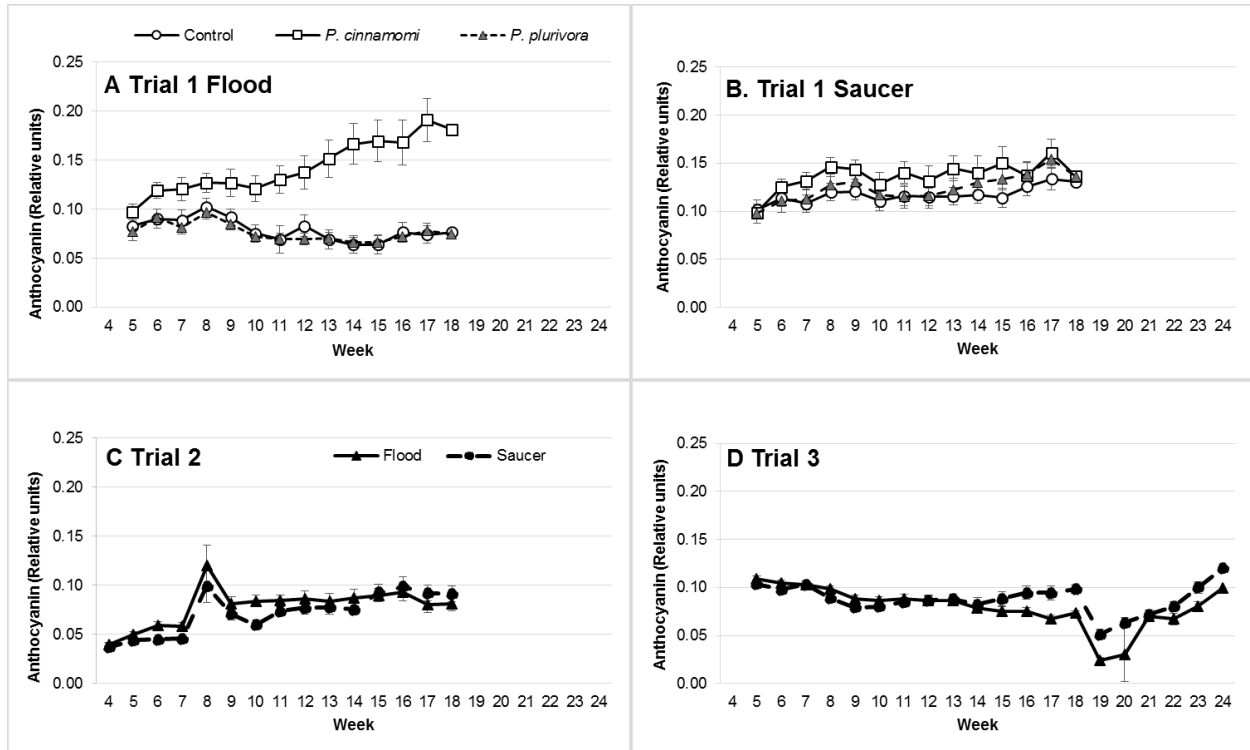 Control P. cinnamomi P. plurivora
A Trial 1 Flood
Anthocyanin (Relative units)
0.25
0.20
0.15
0.10
0.05
0.00
4 5 6 7 8 9 10 11 12 13 14 15 16 17 18 19 20 21 22 23 24
Week
B. Trial 1 Saucer
Anthocyanin (Relative units)
0.25
0.20
0.15
0.10
0.05
0.00
4 5 6 7 8 9 10 11 12 13 14 15 16 17 18 19 20 21 22 23 24
Week
C Trial 2
Flood Saucer
Anthocyanin (Relative units)
0.25
0.20
0.15
0.10
0.05
0.00
4 5 6 7 8 9 10 11 12 13 14 15 16 17 18 19 20 21 22 23 24
Week
D Trial 3
Anthocyanin (Relative units)
0.25
0.20
0.15
0.10
0.05
0.00
4 5 6 7 8 9 10 11 12 13 14 15 16 17 18 19 20 21 22 23 24
Week